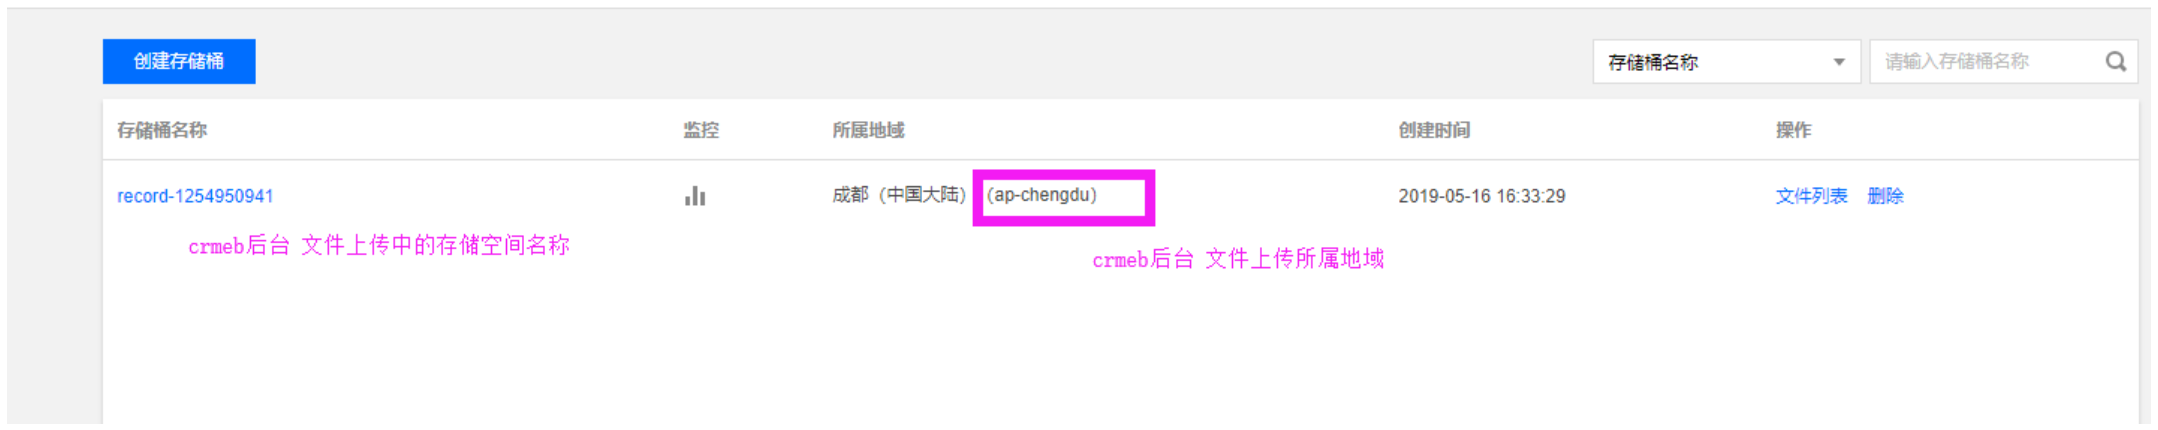 创建存储桶 存储桶名称 请输入存储桶名称
存储桶名称 监控 所属地域 创建时间 操作
record-1254950941 成都（中国大陆）（ap-chengdu） 2019-05-16 16:33:29 文件列表 删除
crmeb后台 文件上传中的存储空间名称
crmeb后台 文件上传所属地域